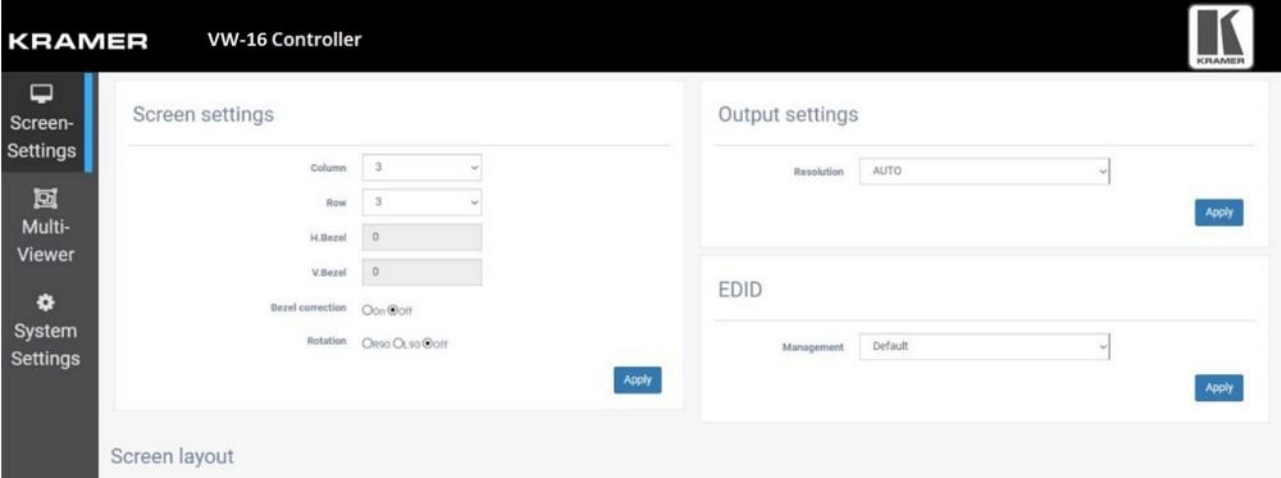 KRAMER
VW-16 Controller
KRAMER
Screen-
Settings
Multi-
Viewer
System
Settings
Screen settings
Column 3
Row 3
H.Bezel 0
V.Bezel 0
Bezel correction On Off
Rotation R90 L90 Off
Apply
Output settings
Resolution AUTO
Apply
EDID
Management Default
Apply
Screen layout